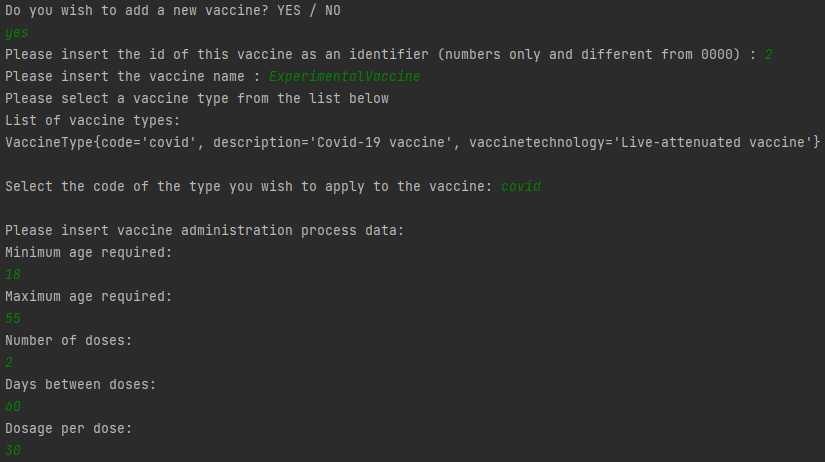 Do you wish to add a new vaccine? YES / NO
yes
Please insert the id of this vaccine as an identifier (numbers only and different from 0000) : 2
Please insert the vaccine name : ExperimentalVaccine
Please select a vaccine type from the list below
List of vaccine types:
VaccineType{code='covid', description='Covid-19 vaccine', vaccinetechnology='Live-attenuated vaccine'}
Select the code of the type you wish to apply to the vaccine: covid
Please insert vaccine administration process data:
Minimum age required:
18
Maximum age required:
55
Number of doses:
2
Days between doses:
60
Dosage per dose:
30